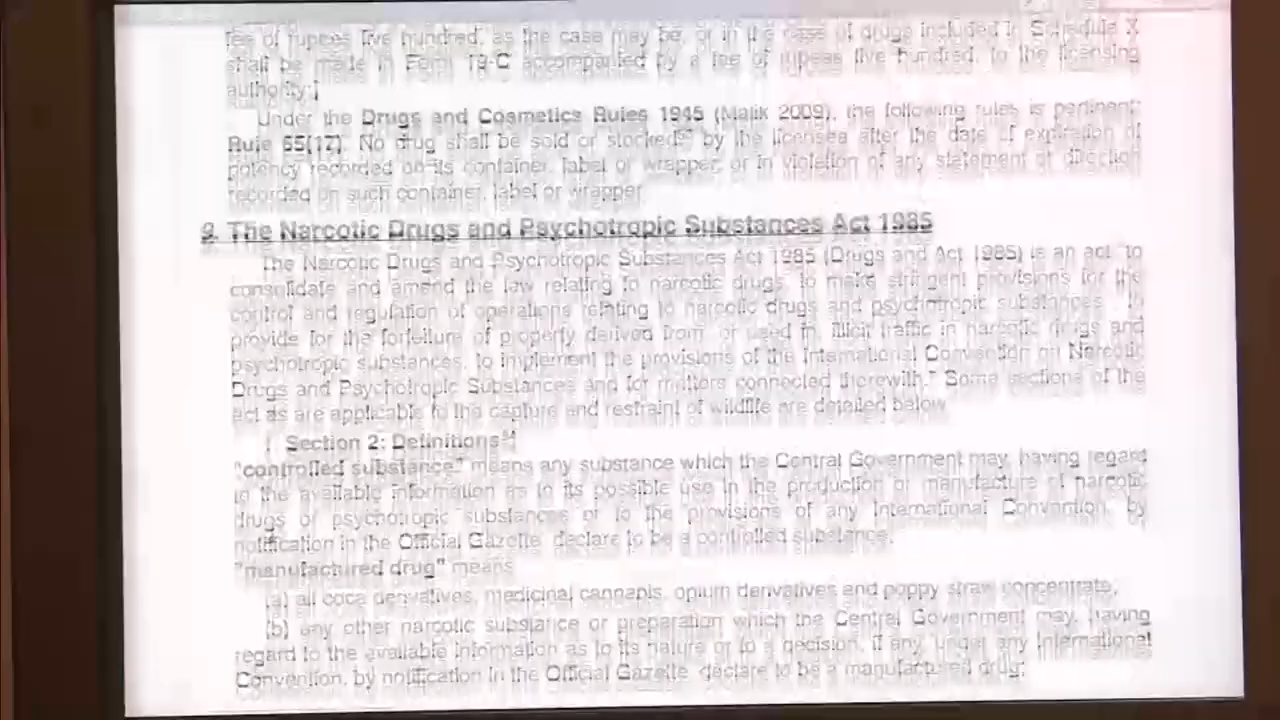 fee of rupees five hundred, as the case may be, or in the case of drugs included in Schedule X
shall be made in Form 19-C accompanied by a fee of rupees five hundred, to the licensing
authority;]
Under the Drugs and Cosmetics Rules 1945 (Malik 2009), the following rules is pertinent:
Rule 65(17). No drug shall be sold or stocked by the licensee after the date of expiration of
potency recorded on its container, label or wrapper, or in violation of any statement or direction
recorded on such container, label or wrapper.
9. The Narcotic Drugs and Psychotropic Substances Act 1985
The Narcotic Drugs and Psychotropic Substances Act 1985 (Drugs and Act 1985) is an act "to
consolidate and amend the law relating to narcotic drugs, to make stringent provisions for the
control and regulation of operations relating to narcotic drugs and psychotropic substances, to
provide for the forfeiture of property derived from, or used in, illicit traffic in narcotic drugs and
psychotropic substances, to implement the provisions of the International Convention on Narcotic
Drugs and Psychotropic Substances and for matters connected therewith." Some sections of the
act as are applicable to the capture and restraint of wildlife are detailed below.
Section 2: Definitions
"controlled substance" means any substance which the Central Government may, having regard
to the available information as to its possible use in the production or manufacture of narcotic
drugs or psychotropic substances or to the provisions of any International Convention, by
notification in the Official Gazette, declare to be a controlled substance.
"manufactured drug" means
(a) all coca derivatives, medicinal cannabis, opium derivatives and poppy straw concentrate;
(b) any other narcotic substance or preparation which the Central Government may, having
regard to the available information as to its nature or to a decision, if any, under any International
Convention, by notification in the Official Gazette, declare to be a manufactured drug;